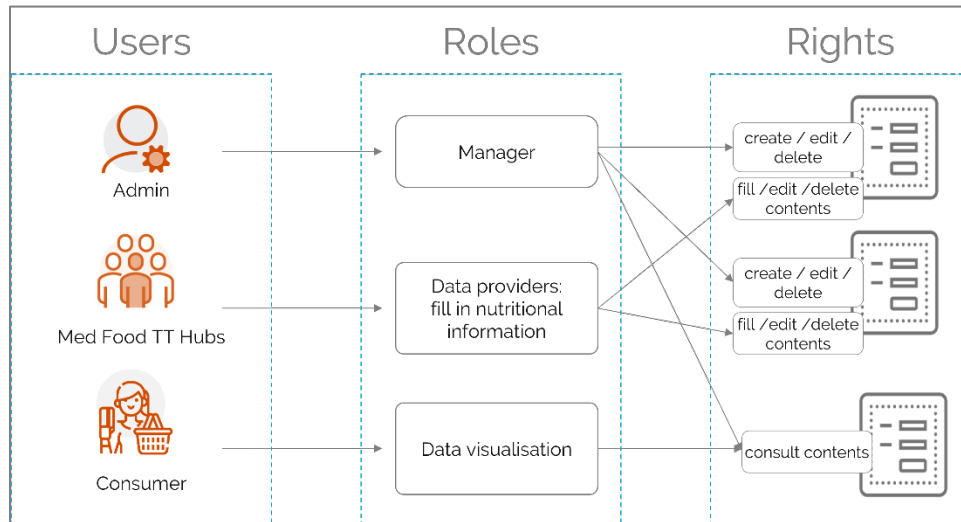 Users
Roles
Rights
Admin
Manager
create / edit /
delete
fill /edit /delete
contents
Med Food TT Hubs
Data providers:
fill in nutritional
information
create / edit /
delete
fill /edit /delete
contents
Consumer
Data visualisation
consult contents